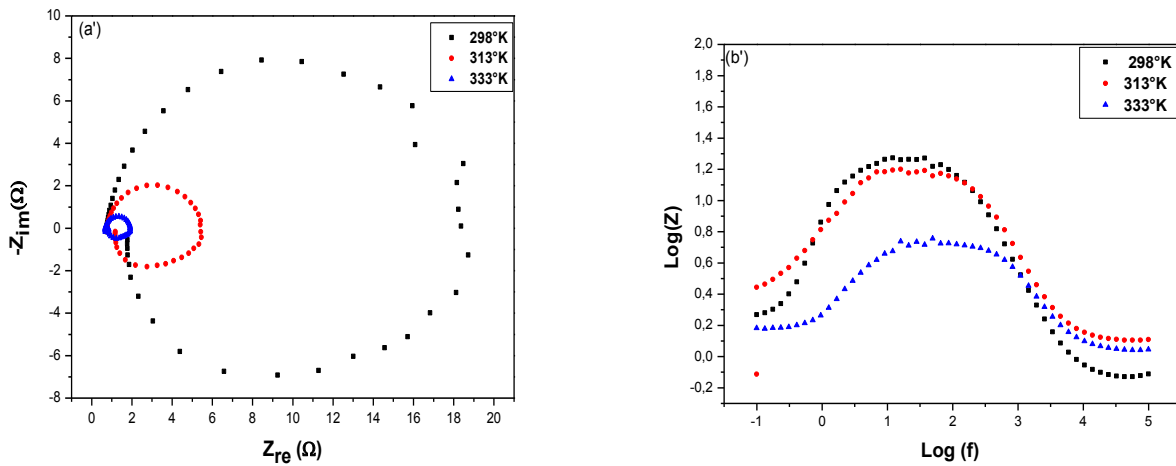 (a')
298°K
313°K
333°K
10
8
6
4
2
0
-2
-4
-6
-8
-Zim(Ω)
0 2 4 6 8 10 12 14 16 18 20
Zre (Ω)
(b')
298°K
313°K
333°K
2,0
1,8
1,6
1,4
1,2
1,0
0,8
0,6
0,4
0,2
0,0
-0,2
Log(Z)
-1 0 1 2 3 4 5
Log (f)